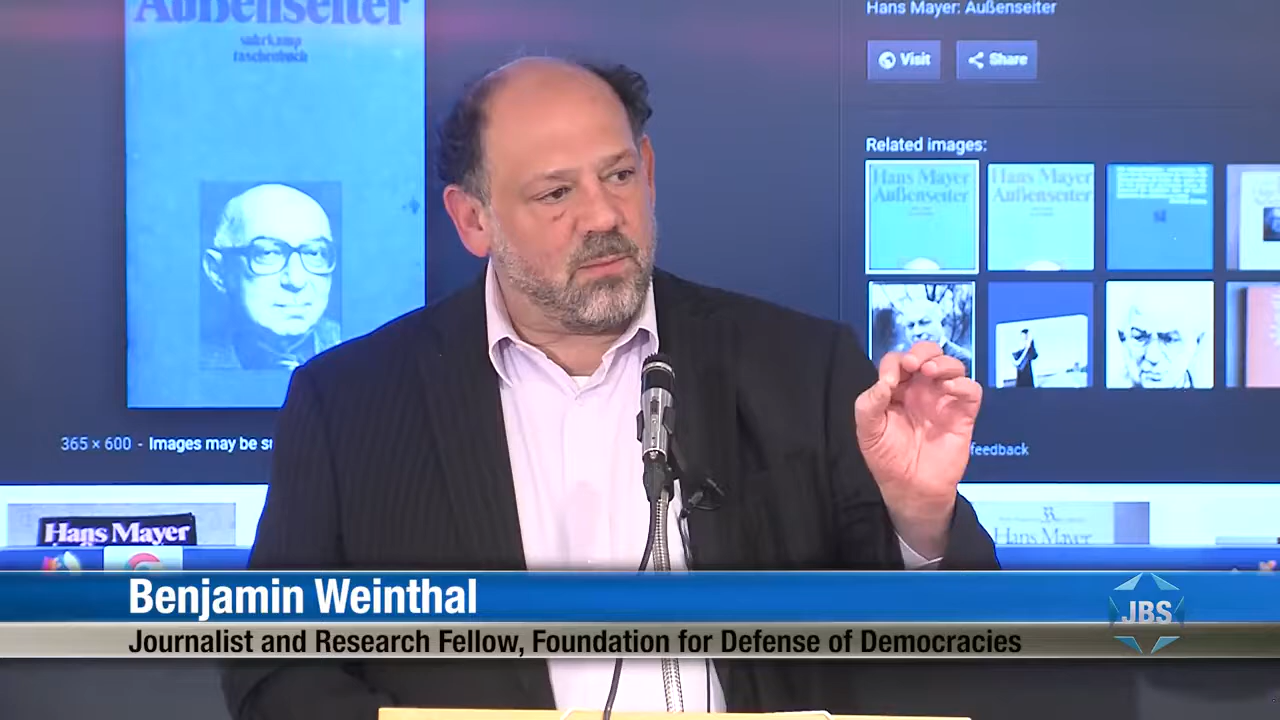 Außenseiter
suhrkamp
taschenbuch
Hans Mayer: Außenseiter
Visit
Share
Related images:
Hans Mayer
Außenseiter
Hans Mayer
Außenseiter
365 × 600 - Images may be su
feedback
Hans Mayer
Hans Mayer
Benjamin Weinthal
JBS
Journalist and Research Fellow, Foundation for Defense of Democracies